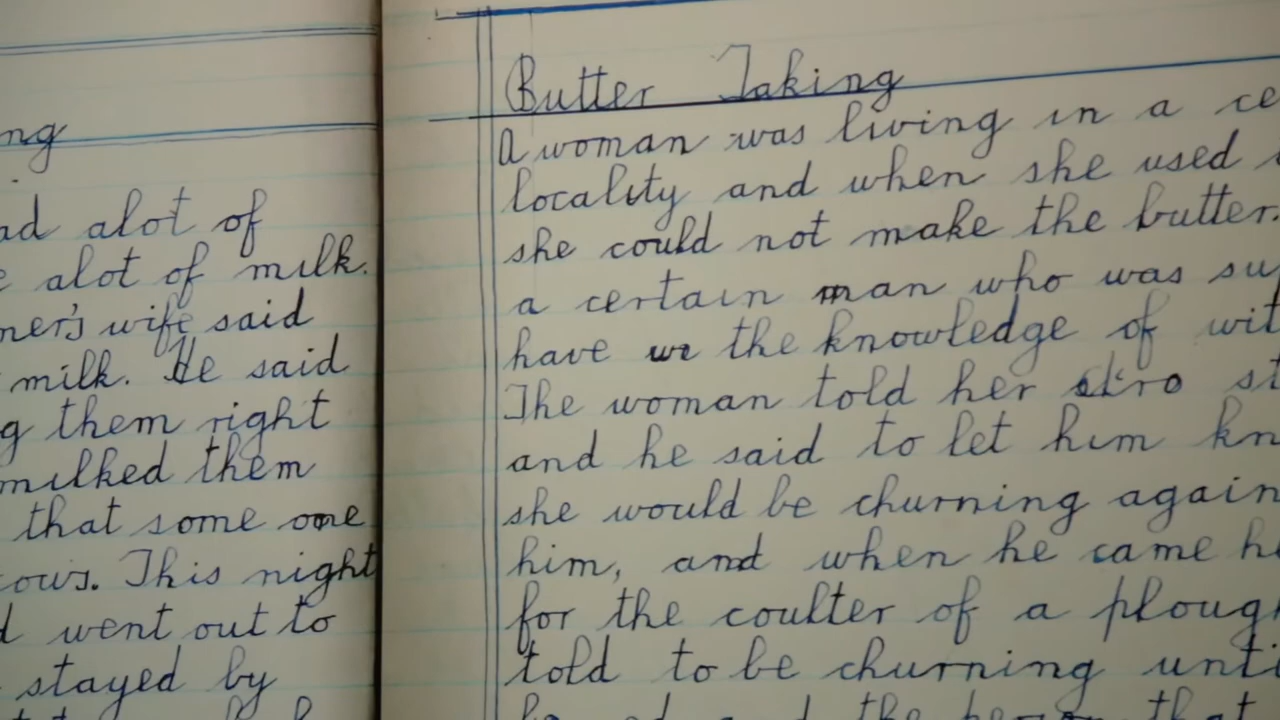 ng
ad alot of
alot of milk.
ner's wife said
milk. He said
g them right
milked them
that some one
cows. This night
d went out to
stayed by
Butter Taking
A woman was living in a ce
locality and when she used
she could not make the butter.
a certain man who was su
have we the knowledge of wit
The woman told her st
and he said to let him kn
she would be churning again
him, and when he came he
for the coulter of a plough
told to be churning unti
the that